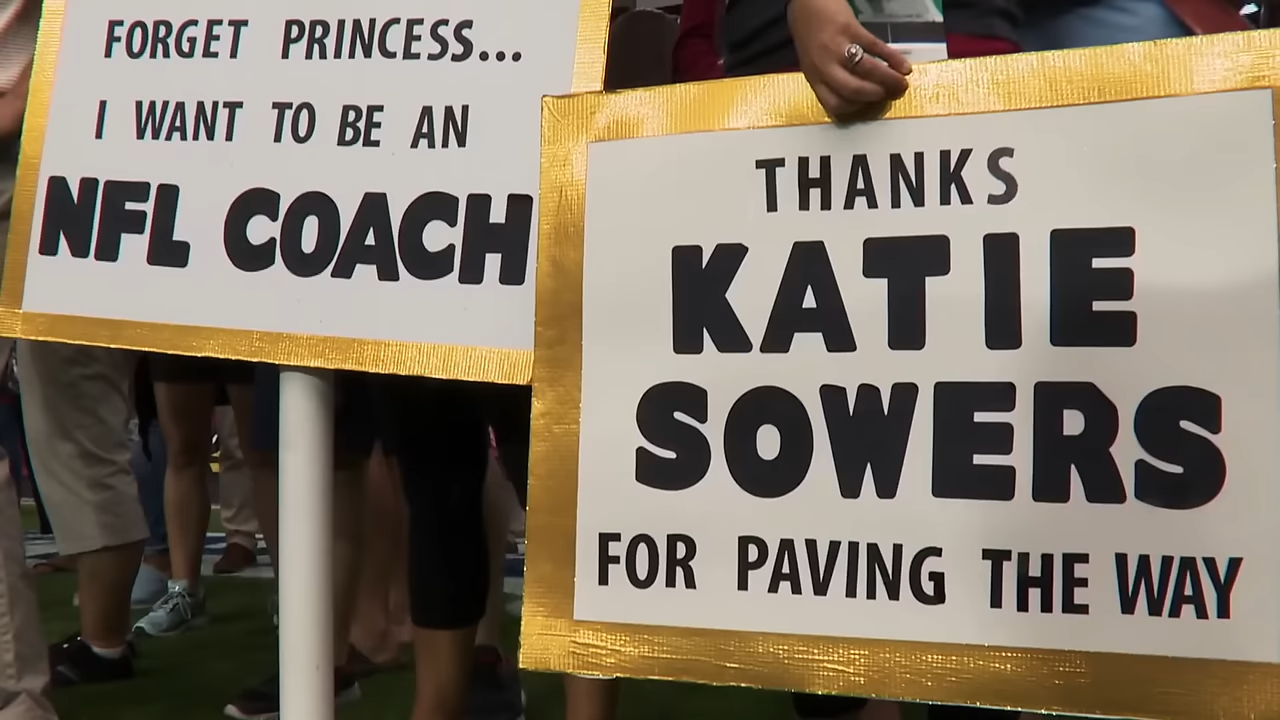 FORGET PRINCESS...
I WANT TO BE AN
NFL COACH
THANKS
KATIE
SOWERS
FOR PAVING THE WAY